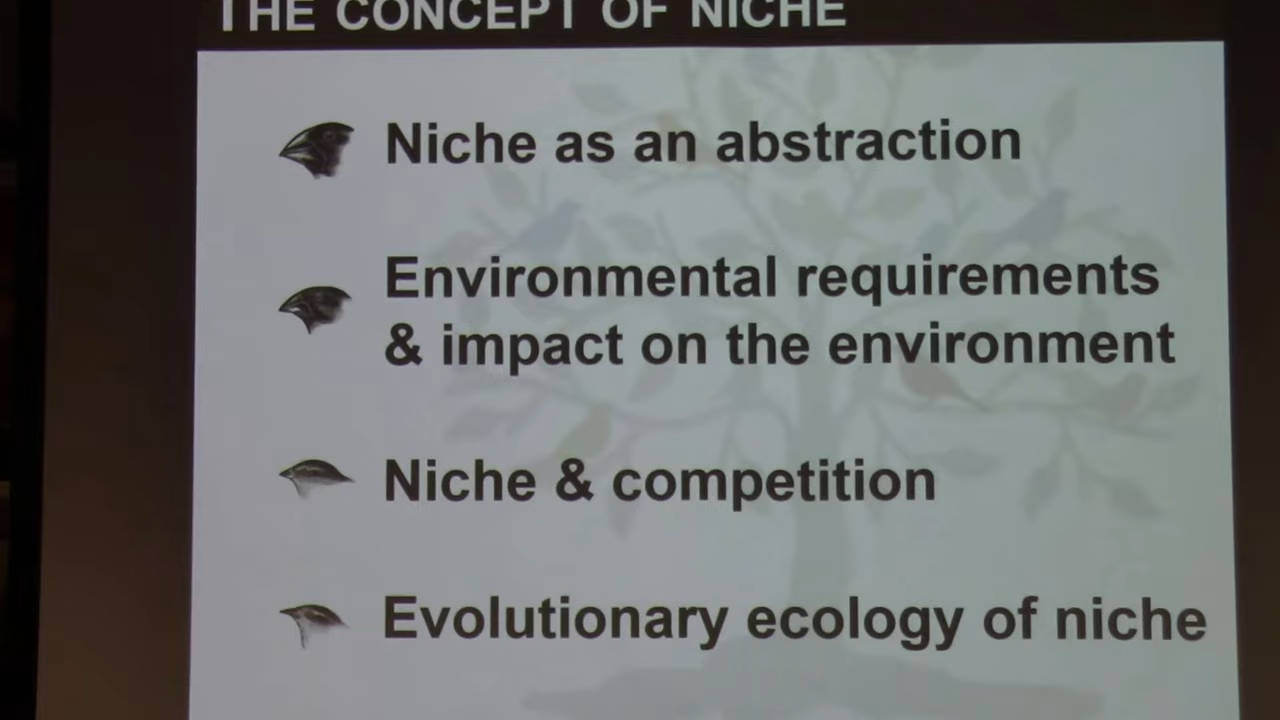 THE CONCEPT OF NICHE
Niche as an abstraction
Environmental requirements
& impact on the environment
Niche & competition
Evolutionary ecology of niche